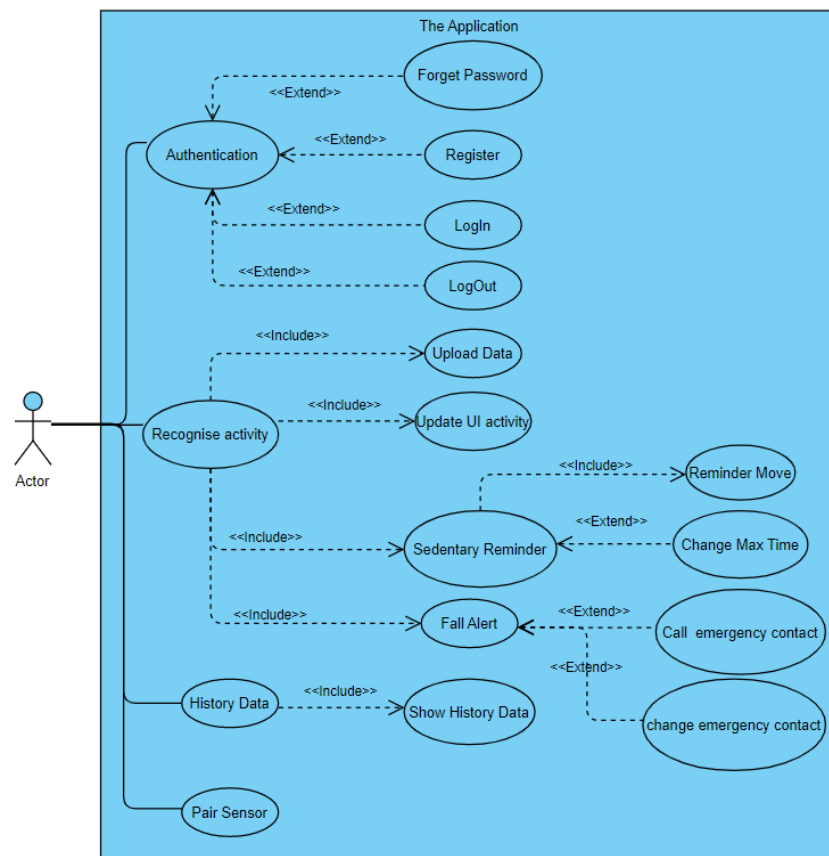 The Application
Forget Password
<<Extend>>
Authentication
<<Extend>>
Register
<<Extend>>
LogIn
<<Extend>>
LogOut
<<Include>>
Upload Data
Recognise activity
<<Include>>
Update UI activity
Actor
<<Include>>
Reminder Move
<<Include>>
Sedentary Reminder
<<Extend>>
Change Max Time
<<Include>>
Fall Alert
<<Extend>>
Call emergency contact
<<Extend>>
change emergency contact
History Data
<<Include>>
Show History Data
Pair Sensor